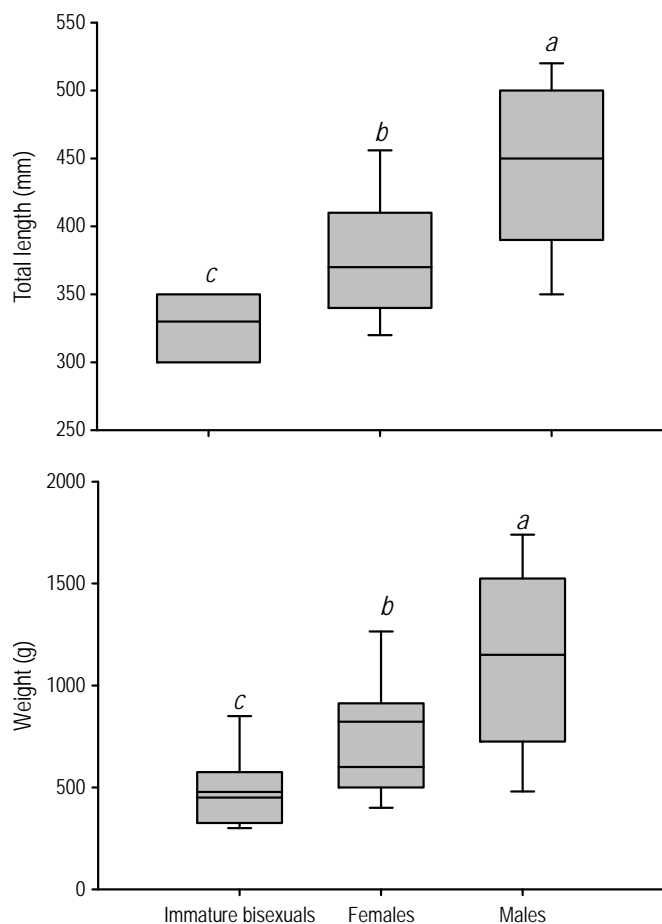 550
a
500
b
450
Total length (mm)
400
350
c
300
250
2000
a
1500
b
Weight (g)
1000
c
500
0
Immature bisexuals Females Males